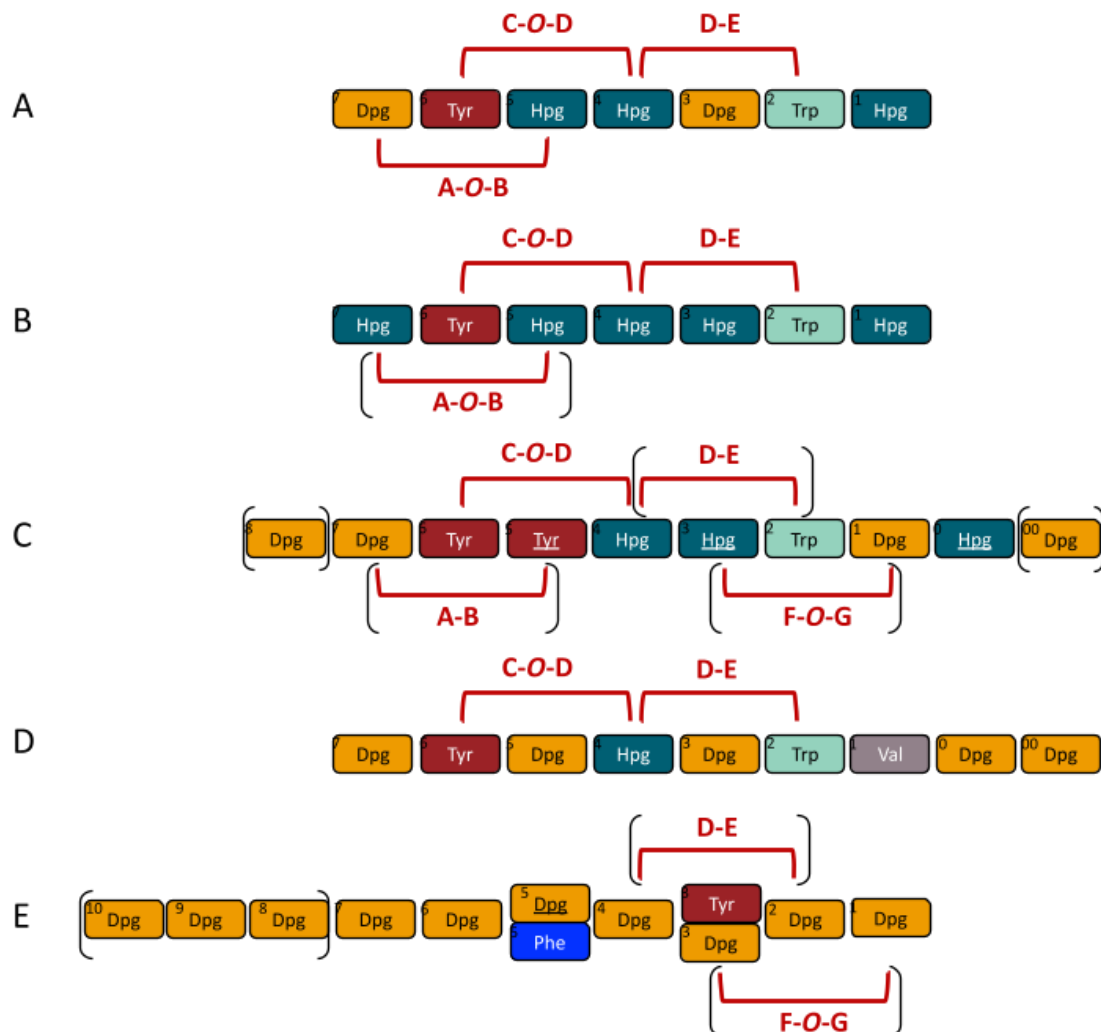 C-O-D D-E
A
7 Dpg 6 Tyr 5 Hpg 4 Hpg 3 Dpg 2 Trp 1 Hpg
A-O-B
C-O-D D-E
B
7 Hpg 6 Tyr 5 Hpg 4 Hpg 3 Hpg 2 Trp 1 Hpg
A-O-B
C-O-D D-E
C
8 Dpg 7 Dpg 6 Tyr 5 Tyr 4 Hpg 3 Hpg 2 Trp 1 Dpg 0 Hpg 00 Dpg
A-B F-O-G
C-O-D D-E
D
7 Dpg 6 Tyr 5 Dpg 4 Hpg 3 Dpg 2 Trp 1 Val 0 Dpg 00 Dpg
D-E
5 Dpg 3 Tyr
E
10 Dpg 9 Dpg 8 Dpg 7 Dpg 6 Dpg 4 Dpg 2 Dpg 1 Dpg
5 Phe 3 Dpg
F-O-G